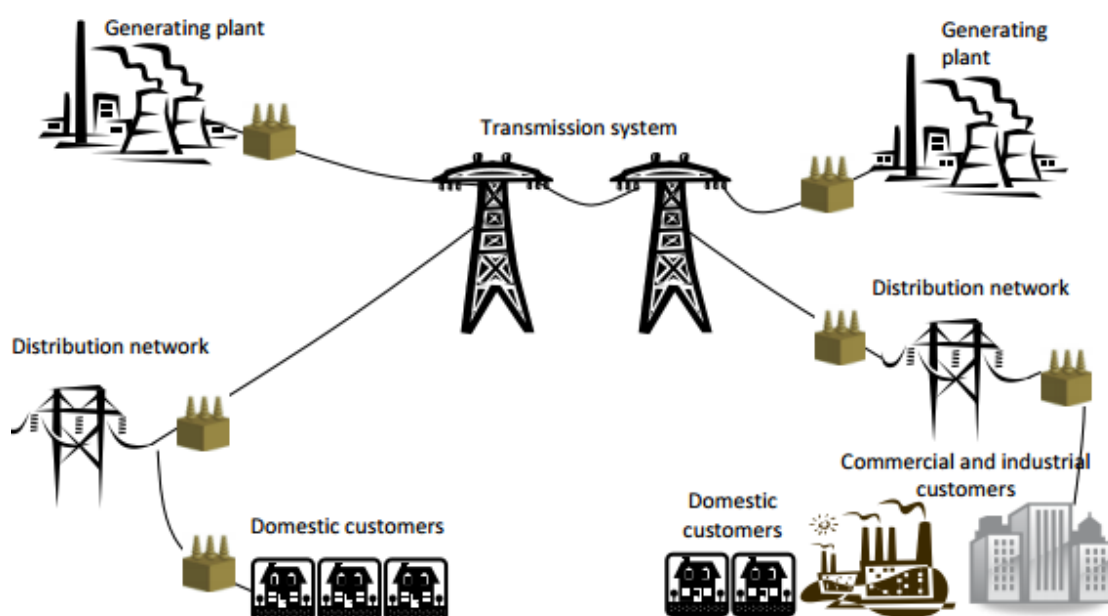 Generating plant
Generating
plant
Transmission system
Distribution network
Distribution network
Commercial and industrial
customers
Domestic customers
Domestic
customers